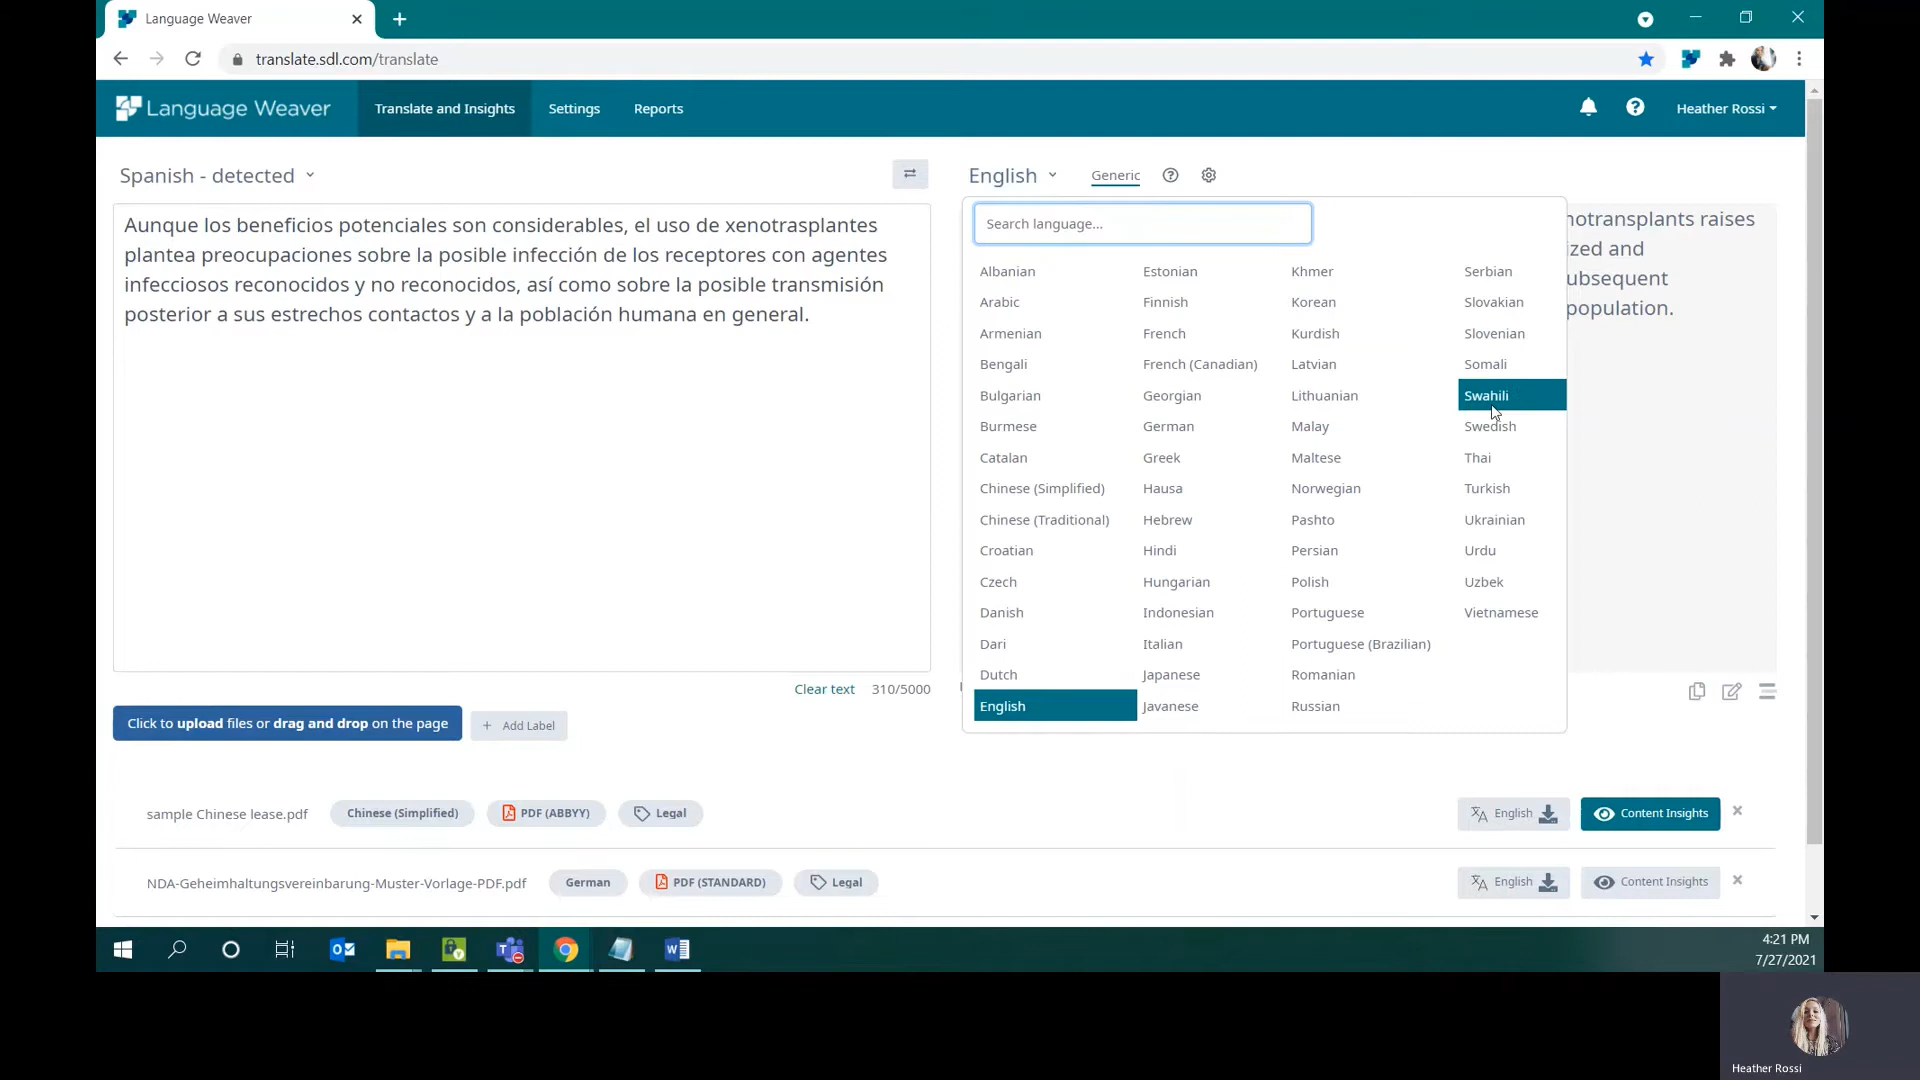 Language Weaver
translate.sdl.com/translate
Language Weaver
Translate and Insights
Settings
Reports
Heather Rossi
Spanish - detected
English
Generic
Aunque los beneficios potenciales son considerables, el uso de xenotrasplantes
plantea preocupaciones sobre la posible infección de los receptores con agentes
infecciosos reconocidos y no reconocidos, así como sobre la posible transmisión
posterior a sus estrechos contactos y a la población humana en general.
Search language...
Albanian
Arabic
Armenian
Bengali
Bulgarian
Burmese
Catalan
Chinese (Simplified)
Chinese (Traditional)
Croatian
Czech
Danish
Dari
Dutch
English
Estonian
Finnish
French
French (Canadian)
Georgian
German
Greek
Hausa
Hebrew
Hindi
Hungarian
Indonesian
Italian
Japanese
Javanese
Khmer
Korean
Kurdish
Latvian
Lithuanian
Malay
Maltese
Norwegian
Pashto
Persian
Polish
Portuguese
Portuguese (Brazilian)
Romanian
Russian
Serbian
Slovakian
Slovenian
Somali
Swahili
Swedish
Thai
Turkish
Ukrainian
Urdu
Uzbek
Vietnamese
notransplants raises
ized and
ubsequent
population.
Clear text 310/5000
Click to upload files or drag and drop on the page
+ Add Label
sample Chinese lease.pdf
Chinese (Simplified)
PDF (ABBYY)
Legal
English
Content Insights
NDA-Geheimhaltungsvereinbarung-Muster-Vorlage-PDF.pdf
German
PDF (STANDARD)
Legal
English
Content Insights
4:21 PM
7/27/2021
Heather Rossi